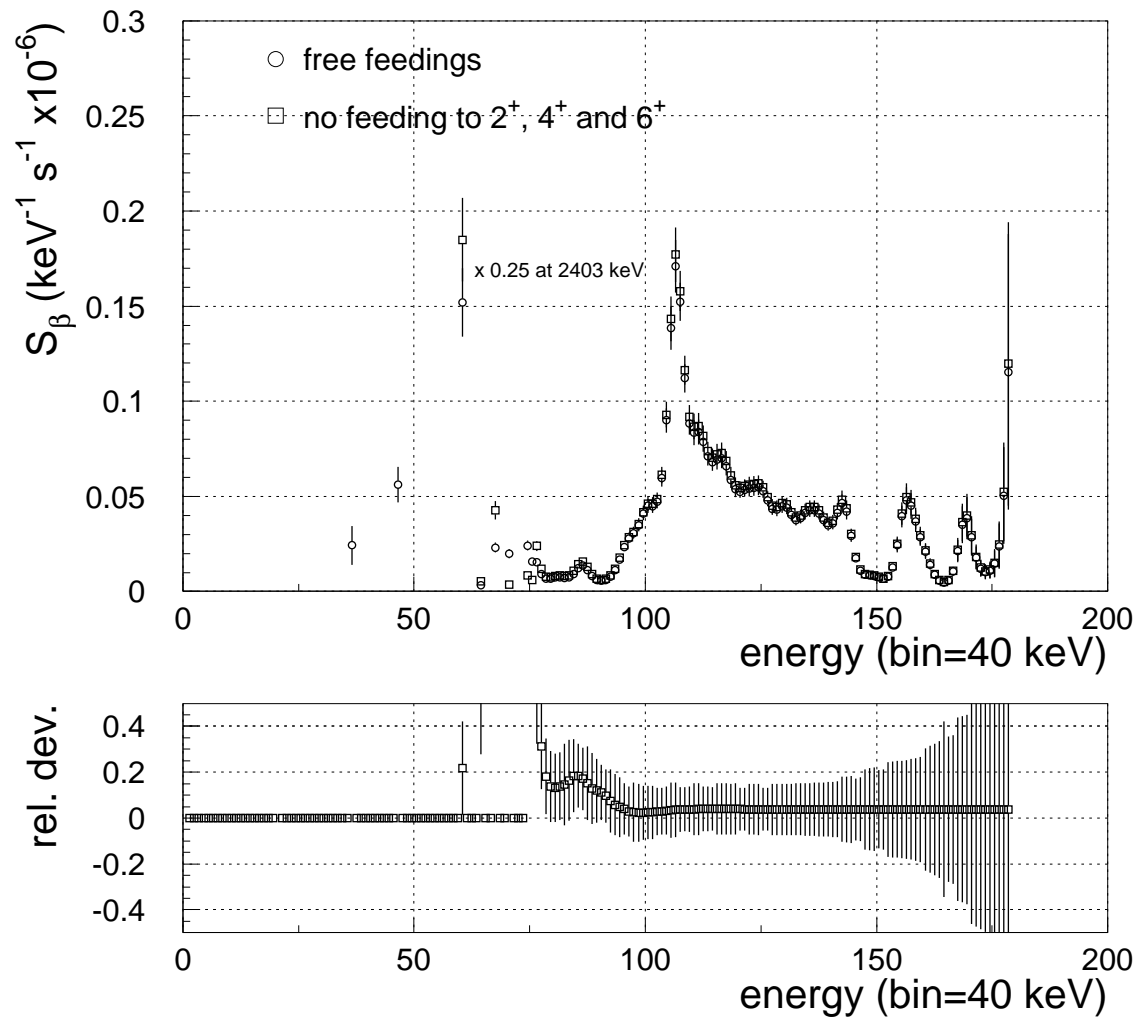 S_β (keV^-1 s^-1 x10^-6)
0.3
0.25
0.2
0.15
0.1
0.05
0
free feedings
no feeding to 2^+, 4^+ and 6^+
x 0.25 at 2403 keV
0 50 100 150 200
energy (bin=40 keV)
rel. dev.
0.4
0.2
0
-0.2
-0.4
0 50 100 150 200
energy (bin=40 keV)